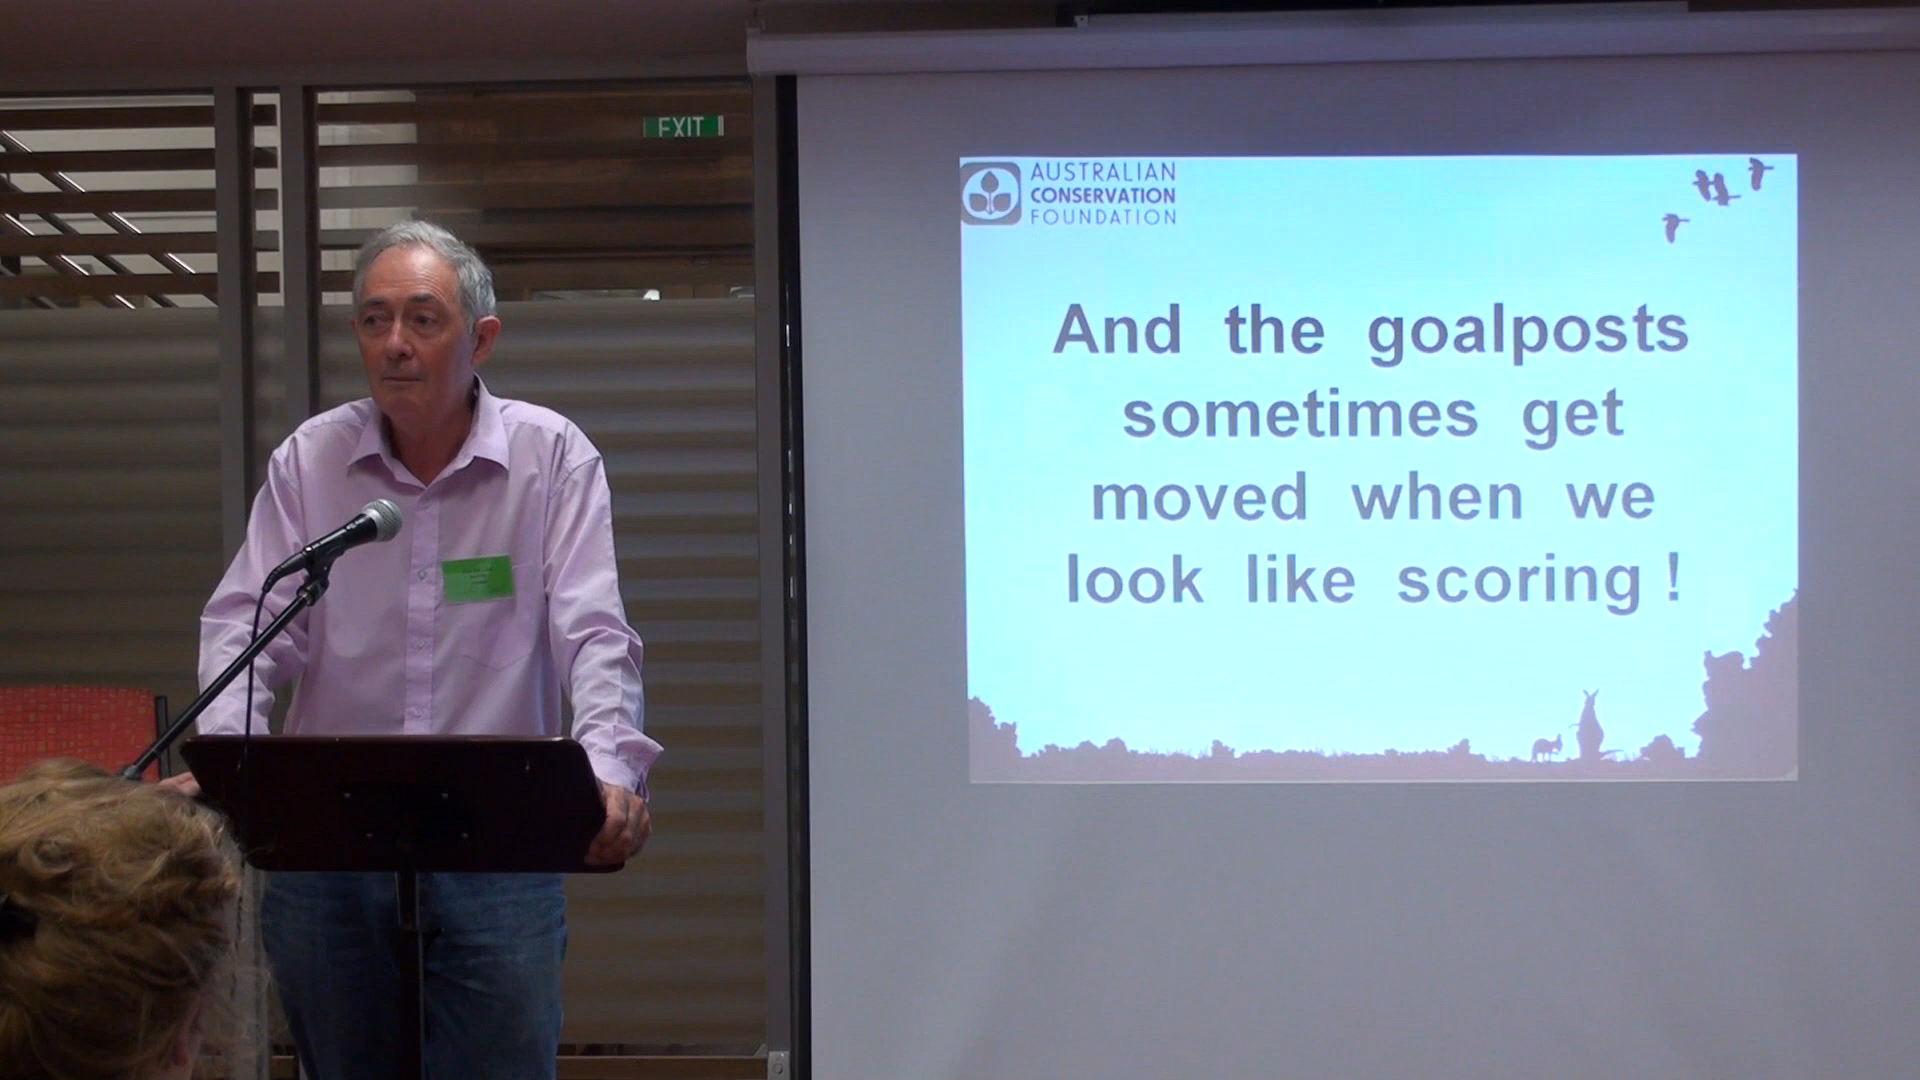 EXIT
AUSTRALIAN
CONSERVATION
FOUNDATION
And the goalposts
sometimes get
moved when we
look like scoring !